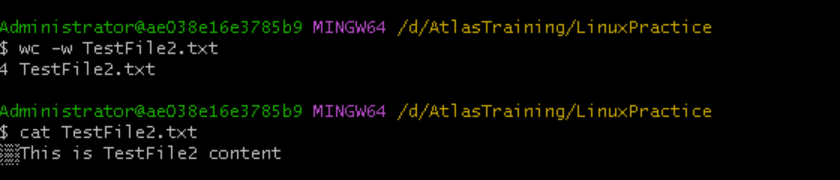 Administrator@ae038e16e3785b9 MINGW64 /d/AtlasTraining/LinuxPractice
$ wc -w TestFile2.txt
4 TestFile2.txt
Administrator@ae038e16e3785b9 MINGW64 /d/AtlasTraining/LinuxPractice
$ cat TestFile2.txt
▒▒This is TestFile2 content